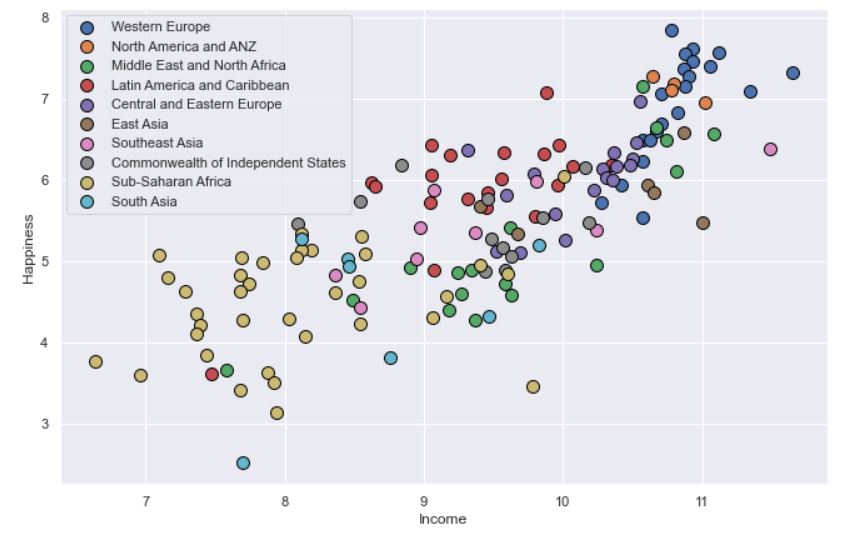 8
7
6
5
4
3
Happiness
Western Europe
North America and ANZ
Middle East and North Africa
Latin America and Caribbean
Central and Eastern Europe
East Asia
Southeast Asia
Commonwealth of Independent States
Sub-Saharan Africa
South Asia
7 8 9 10 11
Income